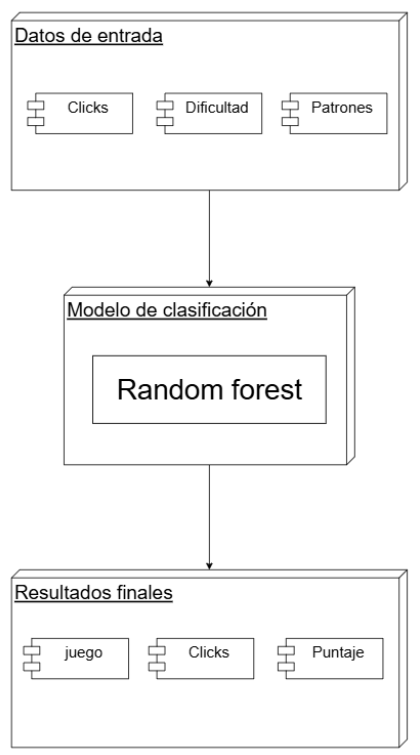 Datos de entrada
Clicks
Dificultad
Patrones
Modelo de clasificación
Random forest
Resultados finales
juego
Clicks
Puntaje